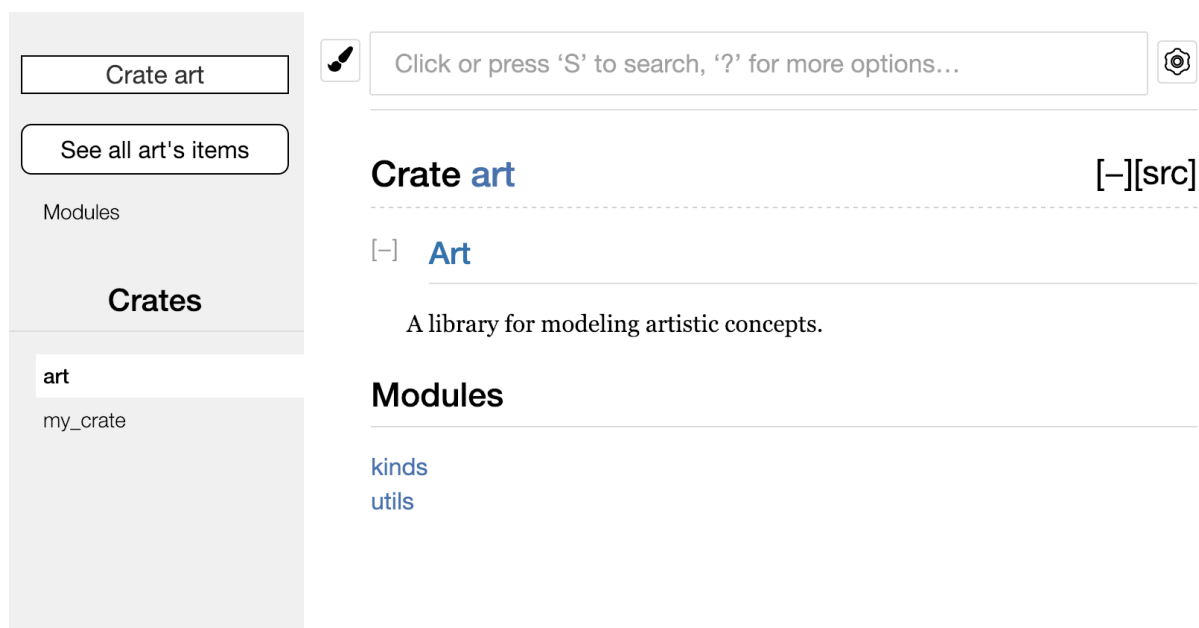 Crate art
See all art's items
Modules
Crates
art
my_crate
Click or press ‘S’ to search, ‘?’ for more options…
Crate art
[–][src]
[–]
Art
A library for modeling artistic concepts.
Modules
kinds
utils